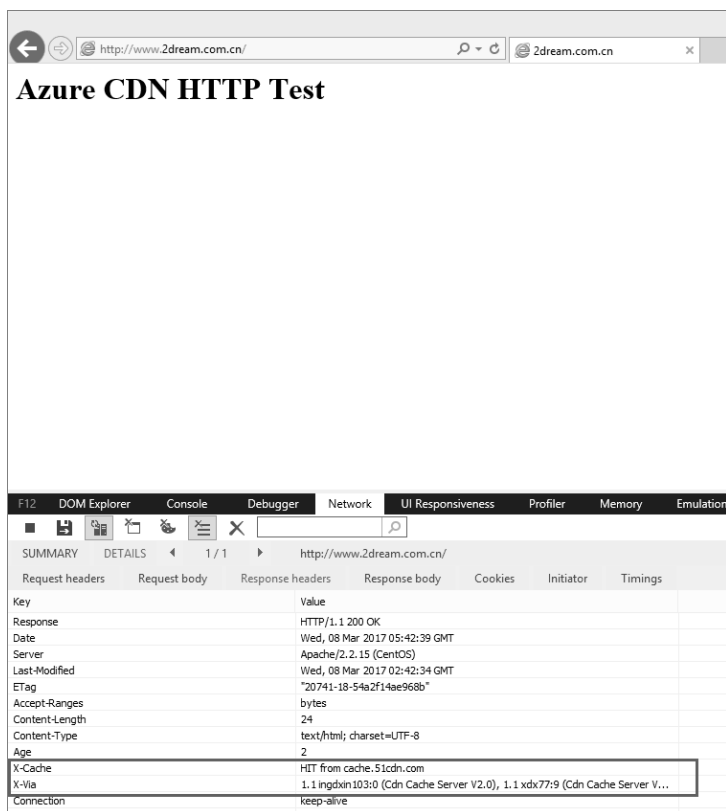 http://www.2dream.com.cn/ 2dream.com.cn
Azure CDN HTTP Test
F12 DOM Explorer Console Debugger Network UI Responsiveness Profiler Memory Emulation
SUMMARY DETAILS 1 / 1 http://www.2dream.com.cn/
Request headers Request body Response headers Response body Cookies Initiator Timings
Key Value
Response HTTP/1.1 200 OK
Date Wed, 08 Mar 2017 05:42:39 GMT
Server Apache/2.2.15 (CentOS)
Last-Modified Wed, 08 Mar 2017 02:42:34 GMT
ETag "20741-18-54a2f14ae968b"
Accept-Ranges bytes
Content-Length 24
Content-Type text/html; charset=UTF-8
Age 2
X-Cache HIT from cache.51cdn.com
X-Via 1.1 ingdxin103:0 (Cdn Cache Server V2.0), 1.1 xdx77:9 (Cdn Cache Server V...
Connection keep-alive